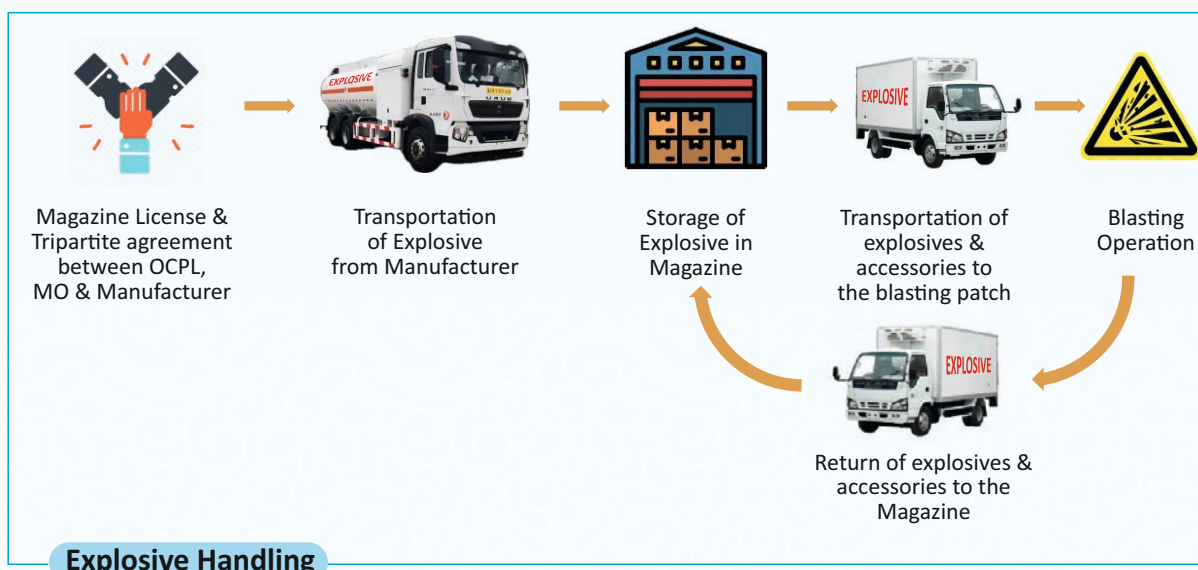 EXPLOSIVE
EXPLOSIVE
Magazine License &
Tripartite agreement
between OCPL,
MO & Manufacturer
Transportation
of Explosive
from Manufacturer
Storage of
Explosive in
Magazine
Transportation of
explosives &
accessories to
the blasting patch
Blasting
Operation
EXPLOSIVE
Return of explosives &
accessories to the
Magazine
Explosive Handling